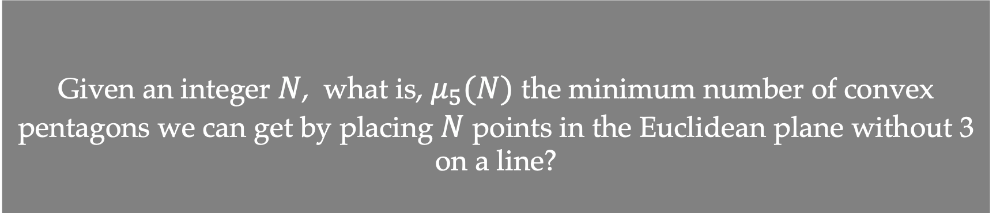 Given an integer 𝑁,  what is, 𝜇₅(𝑁) the minimum number of convex
pentagons we can get by placing 𝑁 points in the Euclidean plane without 3
on a line?